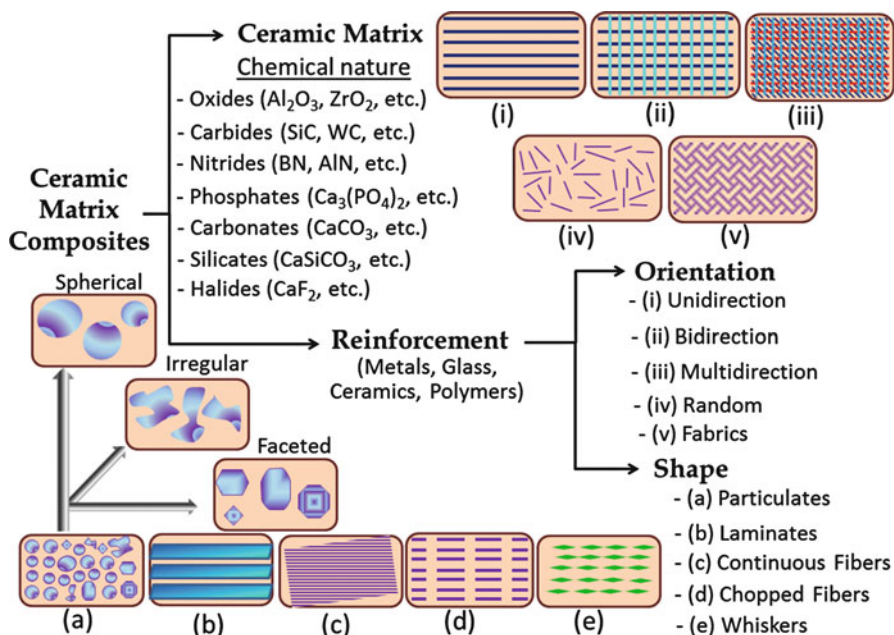 Ceramic Matrix
Chemical nature
- Oxides (Al₂O₃, ZrO₂, etc.)
- Carbides (SiC, WC, etc.)
- Nitrides (BN, AlN, etc.)
- Phosphates (Ca₃(PO₄)₂, etc.)
- Carbonates (CaCO₃, etc.)
- Silicates (CaSiCO₃, etc.)
- Halides (CaF₂, etc.)
(i)
(ii)
(iii)
(iv)
(v)
Ceramic
Matrix
Composites
Spherical
Irregular
Faceted
Reinforcement
(Metals, Glass,
Ceramics, Polymers)
Orientation
- (i) Unidirection
- (ii) Bidirection
- (iii) Multidirection
- (iv) Random
- (v) Fabrics
Shape
- (a) Particulates
- (b) Laminates
- (c) Continuous Fibers
- (d) Chopped Fibers
- (e) Whiskers
(a)
(b)
(c)
(d)
(e)